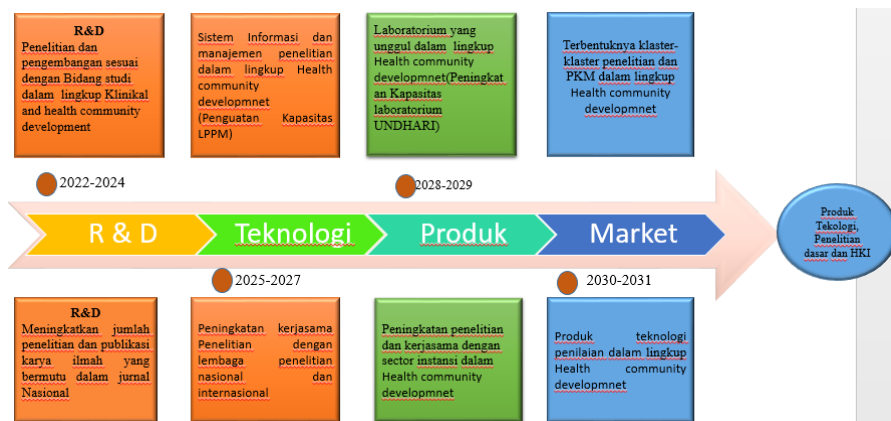 R&D
Penelitian dan
pengembangan sesuai
dengan Bidang studi
dalam lingkup Klinikal
and health community
development
Sistem Informasi dan
manajemen penelitian
dalam lingkup Health
community
developmnet
(Penguatan Kapasitas
LPPM)
Laboratorium yang
unggul dalam lingkup
Health community
developmnet(Peningkat
an Kapasitas
laboratorium
UNDHARI)
Terbentuknya klaster-
klaster penelitian dan
PKM dalam lingkup
Health community
developmnet
2022-2024
2028-2029
R & D
Teknologi
Produk
Market
Produk
Tekologi,
Penelitian
dasar dan HKI
2025-2027
2030-2031
R&D
Meningkatkan jumlah
penelitian dan publikasi
karya ilmah yang
bermutu dalam jurnal
Nasional
Peningkatan kerjasama
Penelitian dengan
lembaga penelitian
nasional dan
internasional
Peningkatan penelitian
dan kerjasama dengan
sector instansi dalam
Health community
developmnet
Produk teknologi
penilaian dalam lingkup
Health community
developmnet